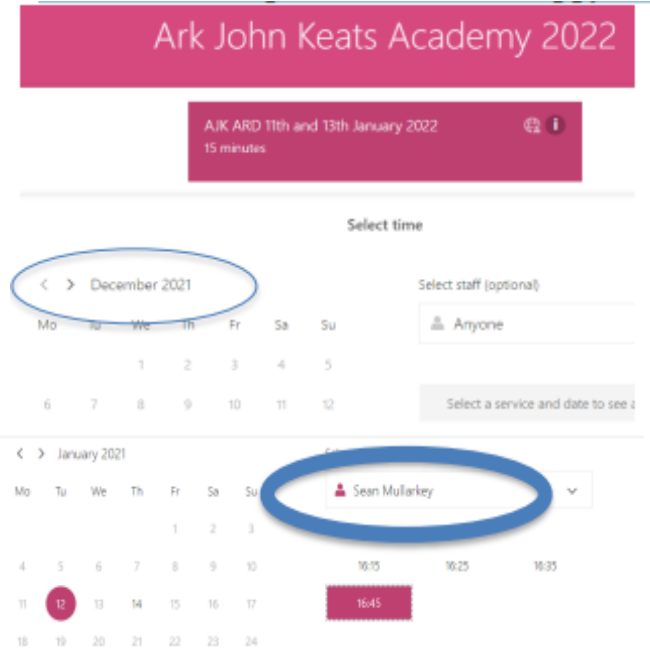 Ark John Keats Academy 2022
AJK ARD 11th and 13th January 2022
15 minutes
Select time
< > December 2021
Select staff (optional)
Mo Tu We Th Fr Sa Su
Anyone
1 2 3 4 5
6 7 8 9 10 11 12
Select a service and date to see
< > January 2021
Mo Tu We Th Fr Sa Su
Sean Mullarkey
1 2 3
4 5 6 7 8 9 10
16:15 16:25 16:35
11 12 13 14 15 16 17
16:45
18 19 20 21 22 23 24